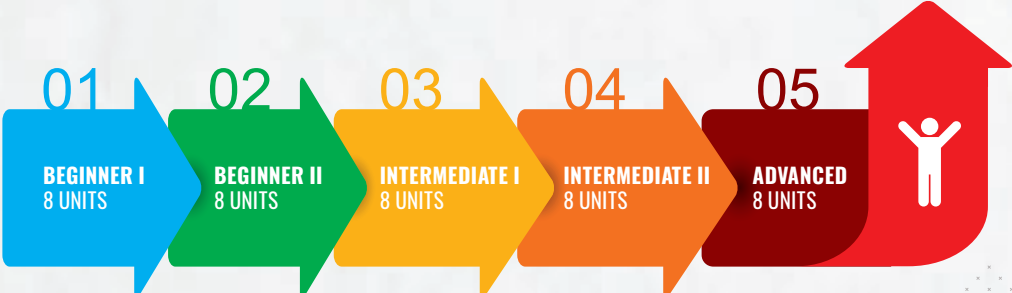 01
BEGINNER I
8 UNITS
02
BEGINNER II
8 UNITS
03
INTERMEDIATE I
8 UNITS
04
INTERMEDIATE II
8 UNITS
05
ADVANCED
8 UNITS